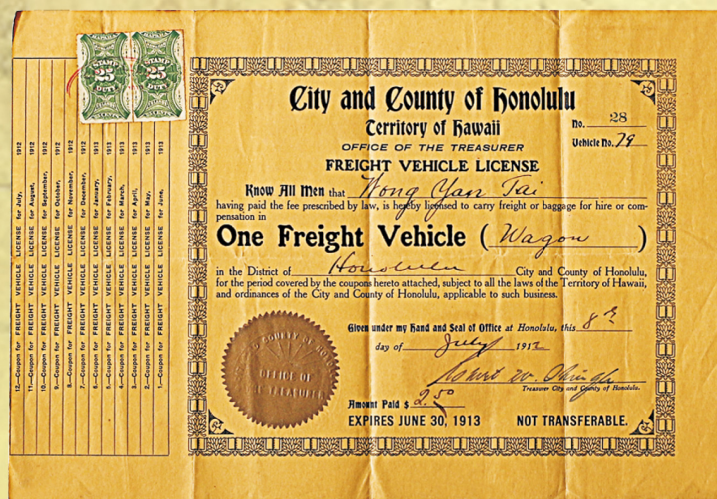 STAMP
25
DUTY
STAMP
25
DUTY
City and County of Honolulu
Territory of Hawaii
OFFICE OF THE TREASURER
FREIGHT VEHICLE LICENSE
No. 28
Vehicle No. 79
Know All Men that Wong Yan Tai
having paid the fee prescribed by law, is hereby licensed to carry freight or baggage for hire or com-
pensation in
One Freight Vehicle (Wagon)
in the District of Honolulu City and County of Honolulu,
for the period covered by the coupons hereto attached, subject to all the laws of the Territory of Hawaii,
and ordinances of the City and County of Honolulu, applicable to such business.
Given under my Hand and Seal of Office at Honolulu, this 8th
day of July 1912
Treasurer City and County of Honolulu.
Amount Paid $ 2.50
EXPIRES JUNE 30, 1913 NOT TRANSFERABLE.
COUNTY OF
OFFICE OF
TREASURER
12—Coupon for FREIGHT VEHICLE LICENSE for July, 1912
11—Coupon for FREIGHT VEHICLE LICENSE for August, 1912
10—Coupon for FREIGHT VEHICLE LICENSE for September, 1912
9—Coupon for FREIGHT VEHICLE LICENSE for October, 1912
8—Coupon for FREIGHT VEHICLE LICENSE for November, 1912
7—Coupon for FREIGHT VEHICLE LICENSE for December, 1912
6—Coupon for FREIGHT VEHICLE LICENSE for January, 1913
5—Coupon for FREIGHT VEHICLE LICENSE for February, 1913
4—Coupon for FREIGHT VEHICLE LICENSE for March, 1913
3—Coupon for FREIGHT VEHICLE LICENSE for April, 1913
2—Coupon for FREIGHT VEHICLE LICENSE for May, 1913
1—Coupon for FREIGHT VEHICLE LICENSE for June, 1913